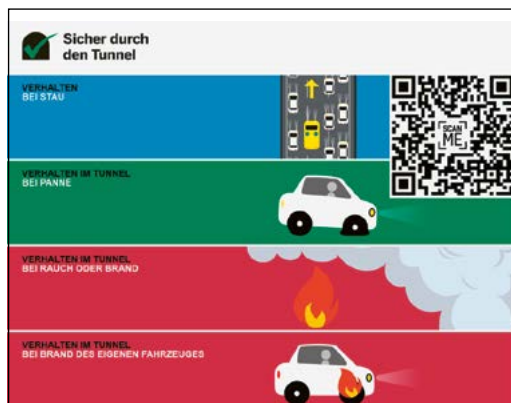 Sicher durch
den Tunnel
VERHALTEN
BEI STAU
SCAN
ME
VERHALTEN IM TUNNEL
BEI PANNE
VERHALTEN IM TUNNEL
BEI RAUCH ODER BRAND
VERHALTEN IM TUNNEL
BEI BRAND DES EIGENEN FAHRZEUGES